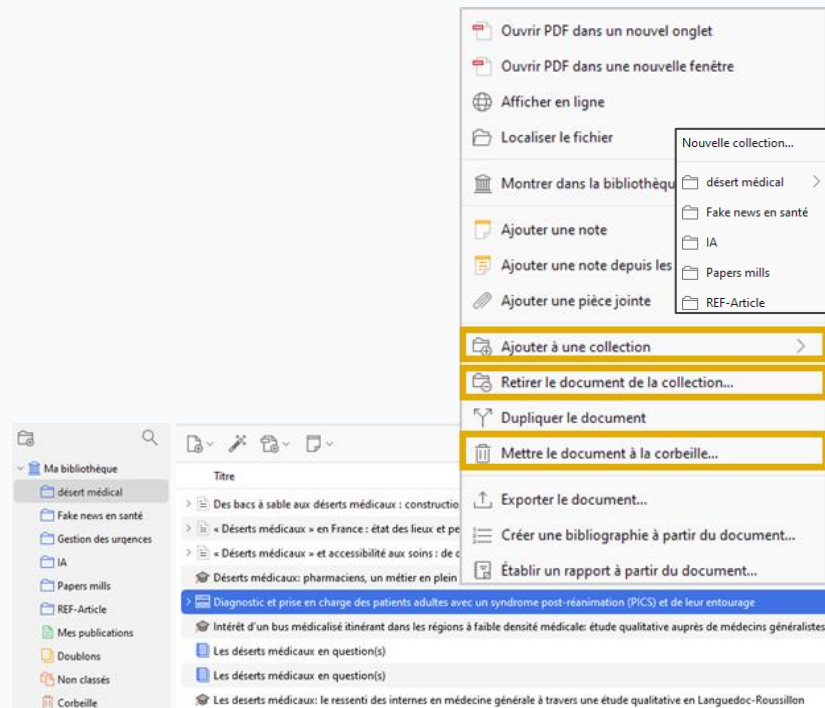 Ouvrir PDF dans un nouvel onglet
Ouvrir PDF dans une nouvelle fenêtre
Afficher en ligne
Localiser le fichier
Montrer dans la bibliothèqu
Ajouter une note
Ajouter une note depuis les
Ajouter une pièce jointe
Nouvelle collection...
désert médical
Fake news en santé
IA
Papers mills
REF-Article
Ajouter à une collection
Retirer le document de la collection...
Dupliquer le document
Mettre le document à la corbeille...
Exporter le document...
Créer une bibliographie à partir du document...
Établir un rapport à partir du document...
Ma bibliothèque
désert médical
Fake news en santé
Gestion des urgences
IA
Papers mills
REF-Article
Mes publications
Doublons
Non classés
Corbeille
Titre
Des bacs à sable aux déserts médicaux : constructio
« Déserts médicaux » en France : état des lieux et pe
« Déserts médicaux » et accessibilité aux soins : de
Déserts médicaux: pharmaciens, un métier en plein
Diagnostic et prise en charge des patients adultes avec un syndrome post-réanimation (PICS) et de leur entourage
Intérêt d'un bus médicalisé itinérant dans les régions à faible densité médicale: étude qualitative auprès de médecins généralistes
Les déserts médicaux en question(s)
Les déserts médicaux en question(s)
Les deserts médicaux: le ressenti des internes en médecine générale à travers une étude qualitative en Languedoc-Roussillon